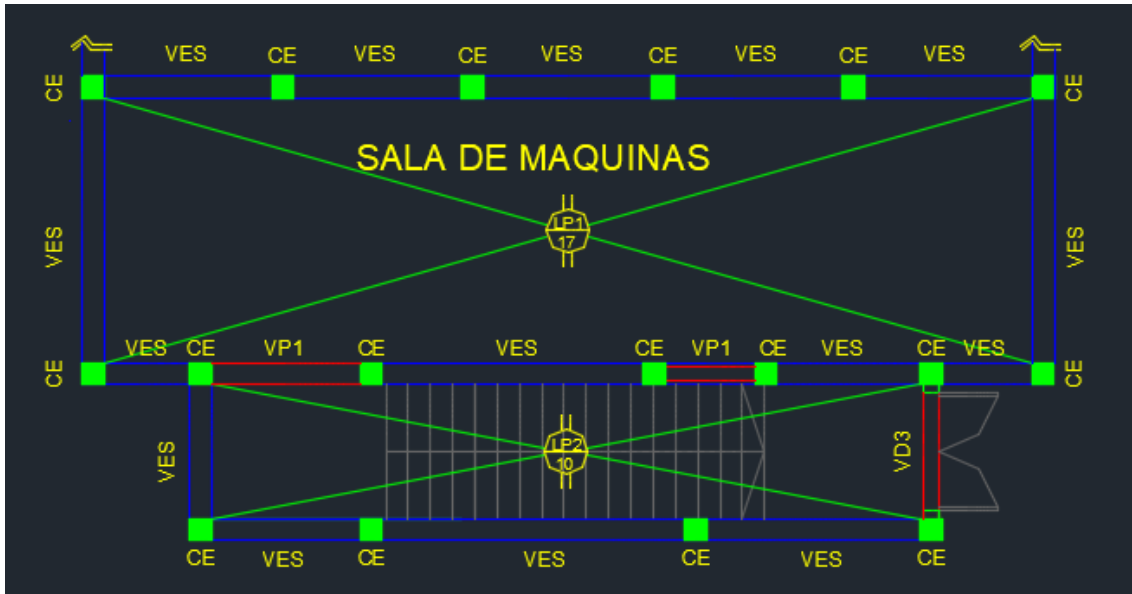 VES CE VES CE VES CE VES CE VES
CE
CE
SALA DE MAQUINAS
LP1
17
VES
VES
VES CE VP1 CE VES CE VP1 CE VES CE VES
CE
CE
LP2
10
VES
VD3
CE VES CE VES CE VES CE